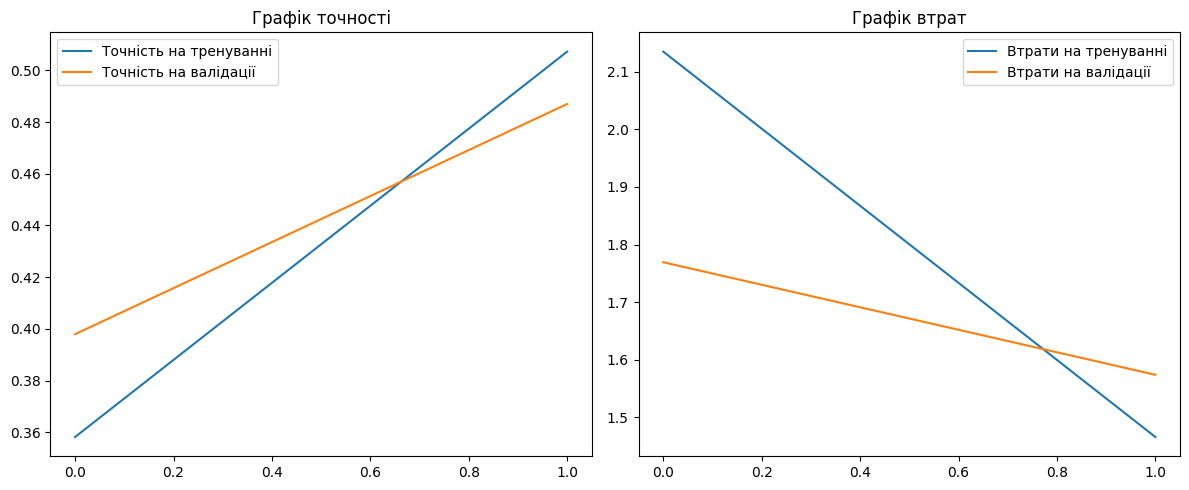 Графік точності
Точність на тренуванні
Точність на валідації
0.50
0.48
0.46
0.44
0.42
0.40
0.38
0.36
0.0 0.2 0.4 0.6 0.8 1.0
Графік втрат
Втрати на тренуванні
Втрати на валідації
2.1
2.0
1.9
1.8
1.7
1.6
1.5
0.0 0.2 0.4 0.6 0.8 1.0